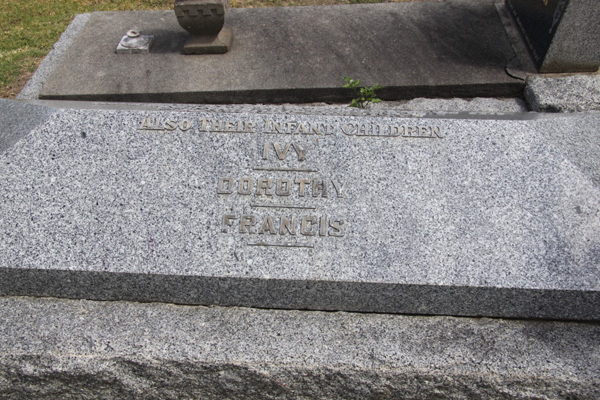 ALSO THEIR INFANT CHILDREN
IVY
DOROTHY
FRANCIS